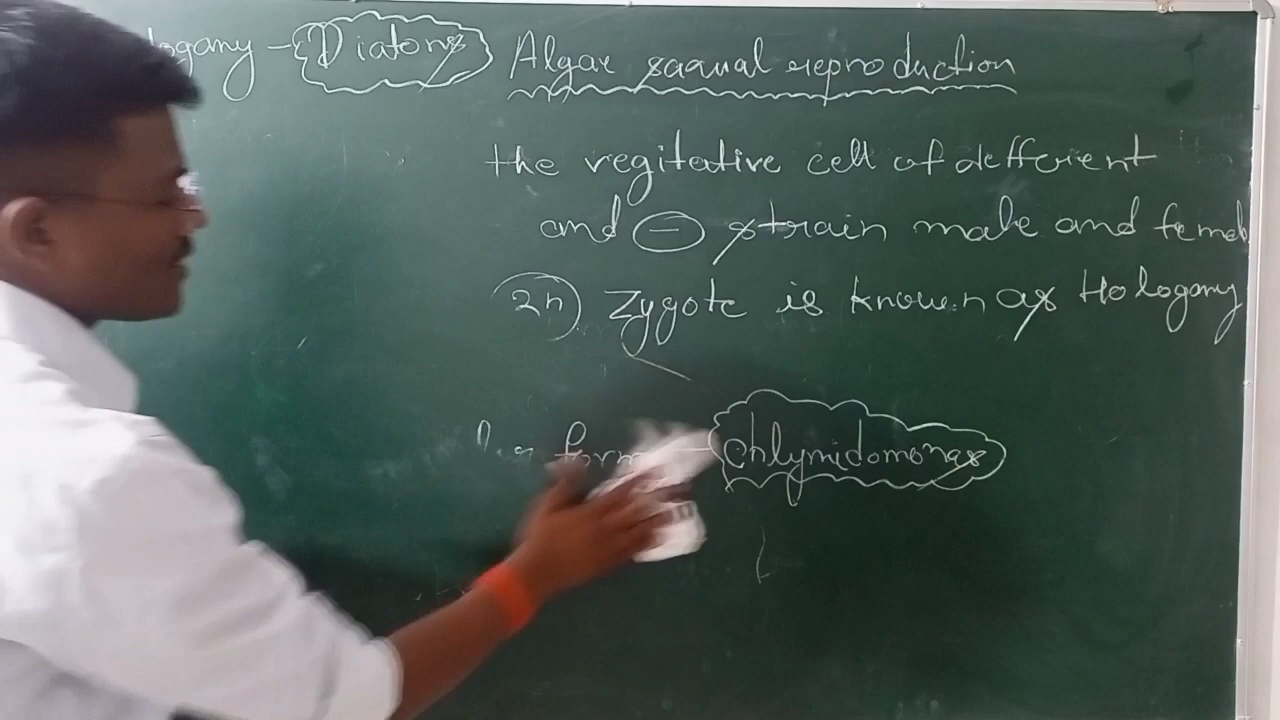 logany - Diatoms Algae saxual reproduction
the vegitative cell of defferent
and - strain male and femal
2n Zygote is known as Hologamy
form - chlymidomonas